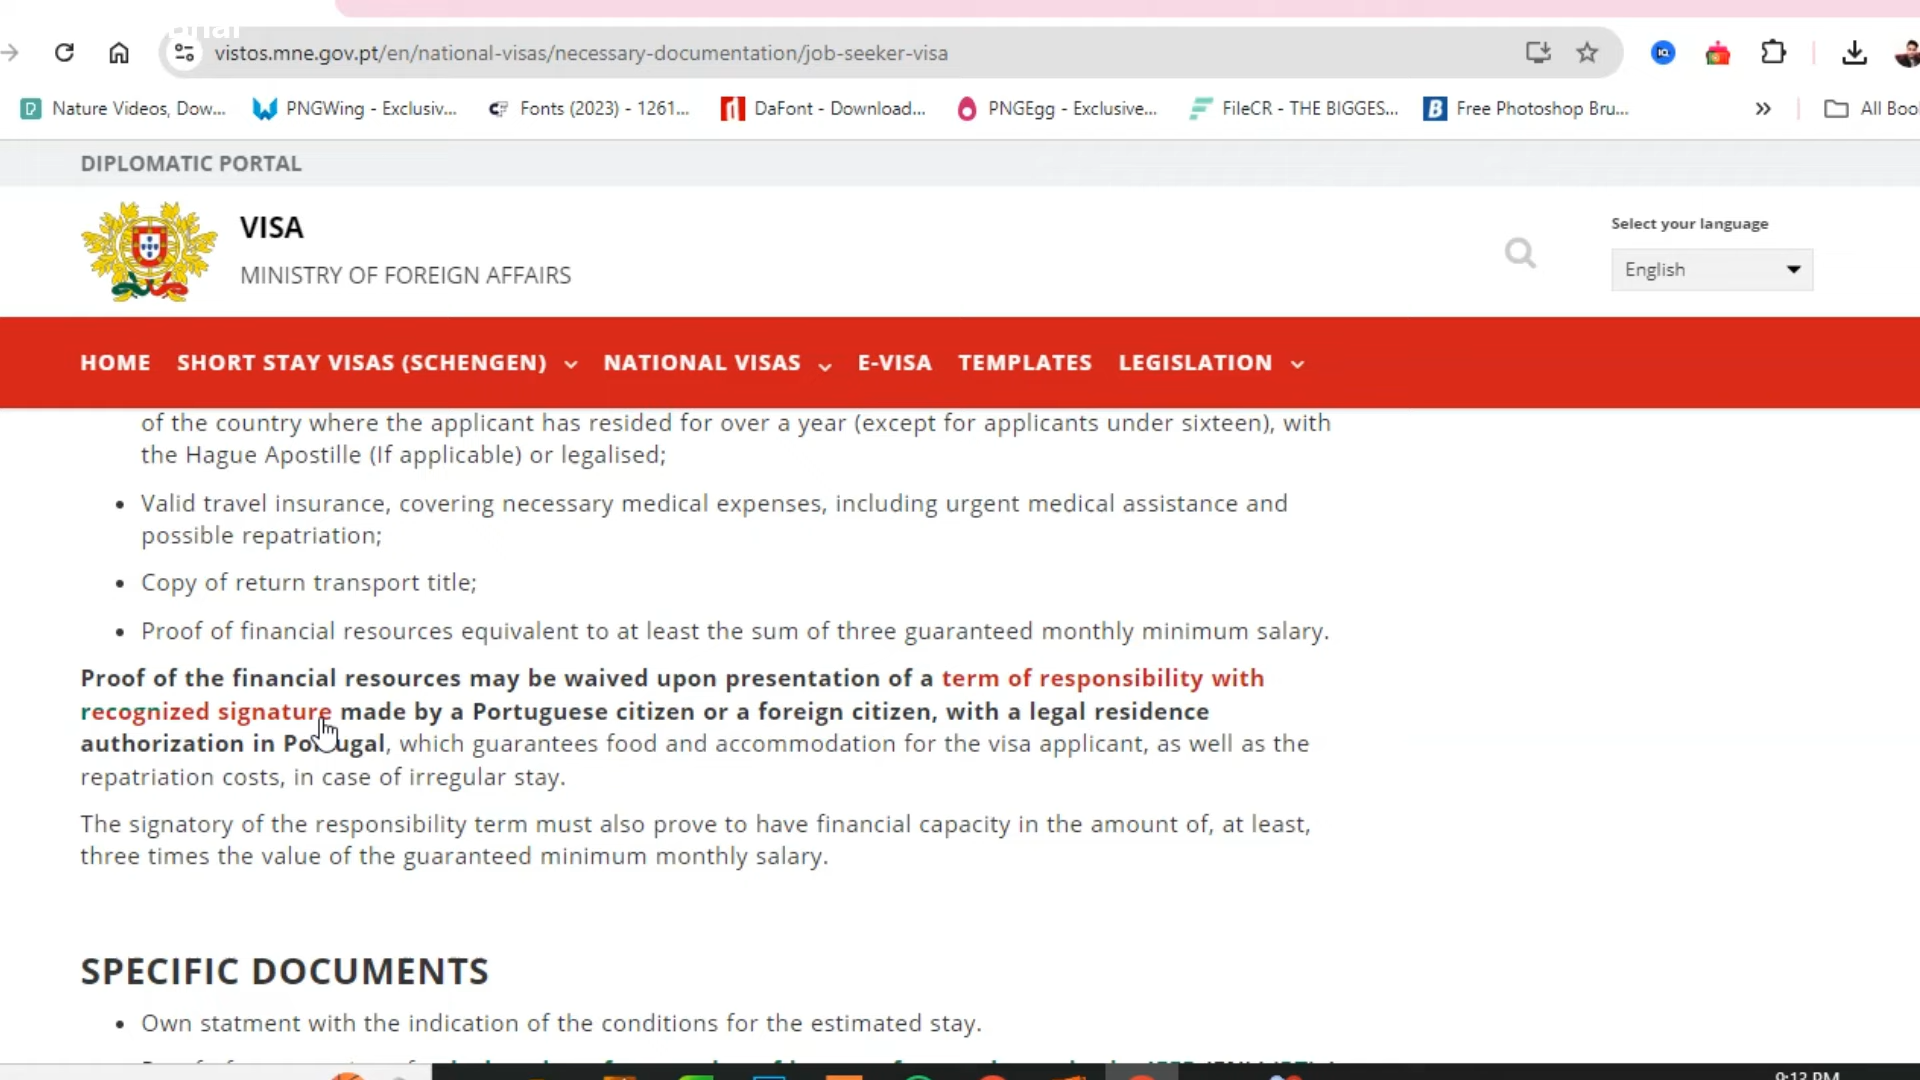 vistos.mne.gov.pt/en/national-visas/necessary-documentation/job-seeker-visa
Nature Videos, Dow... PNGWing - Exclusiv... Fonts (2023) - 1261... DaFont - Download... PNGEgg - Exclusive... FileCR - THE BIGGES... Free Photoshop Bru... » All Boo
DIPLOMATIC PORTAL
VISA
MINISTRY OF FOREIGN AFFAIRS
Select your language
English
HOME SHORT STAY VISAS (SCHENGEN) NATIONAL VISAS E-VISA TEMPLATES LEGISLATION
of the country where the applicant has resided for over a year (except for applicants under sixteen), with
the Hague Apostille (If applicable) or legalised;
• Valid travel insurance, covering necessary medical expenses, including urgent medical assistance and
possible repatriation;
• Copy of return transport title;
• Proof of financial resources equivalent to at least the sum of three guaranteed monthly minimum salary.
Proof of the financial resources may be waived upon presentation of a term of responsibility with
recognized signature made by a Portuguese citizen or a foreign citizen, with a legal residence
authorization in Portugal, which guarantees food and accommodation for the visa applicant, as well as the
repatriation costs, in case of irregular stay.
The signatory of the responsibility term must also prove to have financial capacity in the amount of, at least,
three times the value of the guaranteed minimum monthly salary.
SPECIFIC DOCUMENTS
• Own statment with the indication of the conditions for the estimated stay.
9:12 PM